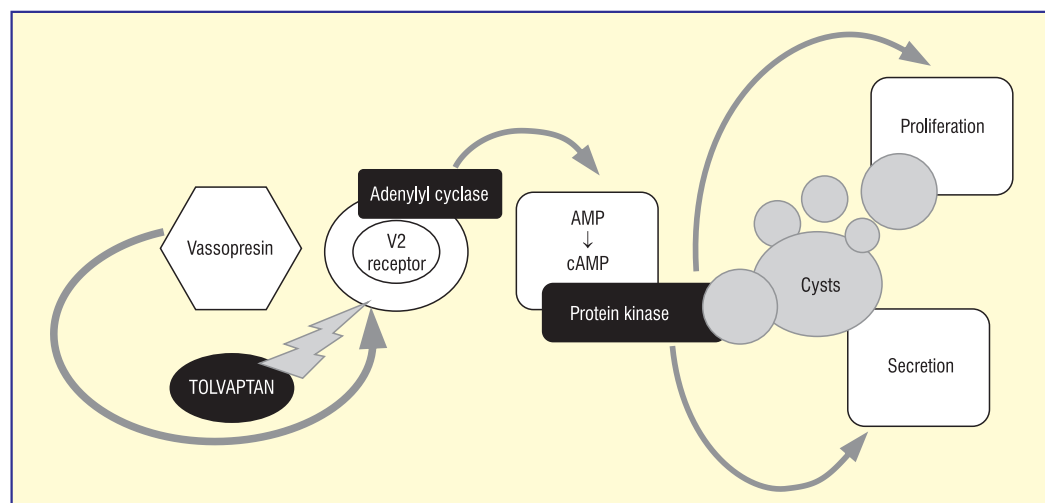 Vassopresin
TOLVAPTAN
Adenylyl cyclase
V2
receptor
AMP
↓
cAMP
Protein kinase
Cysts
Proliferation
Secretion